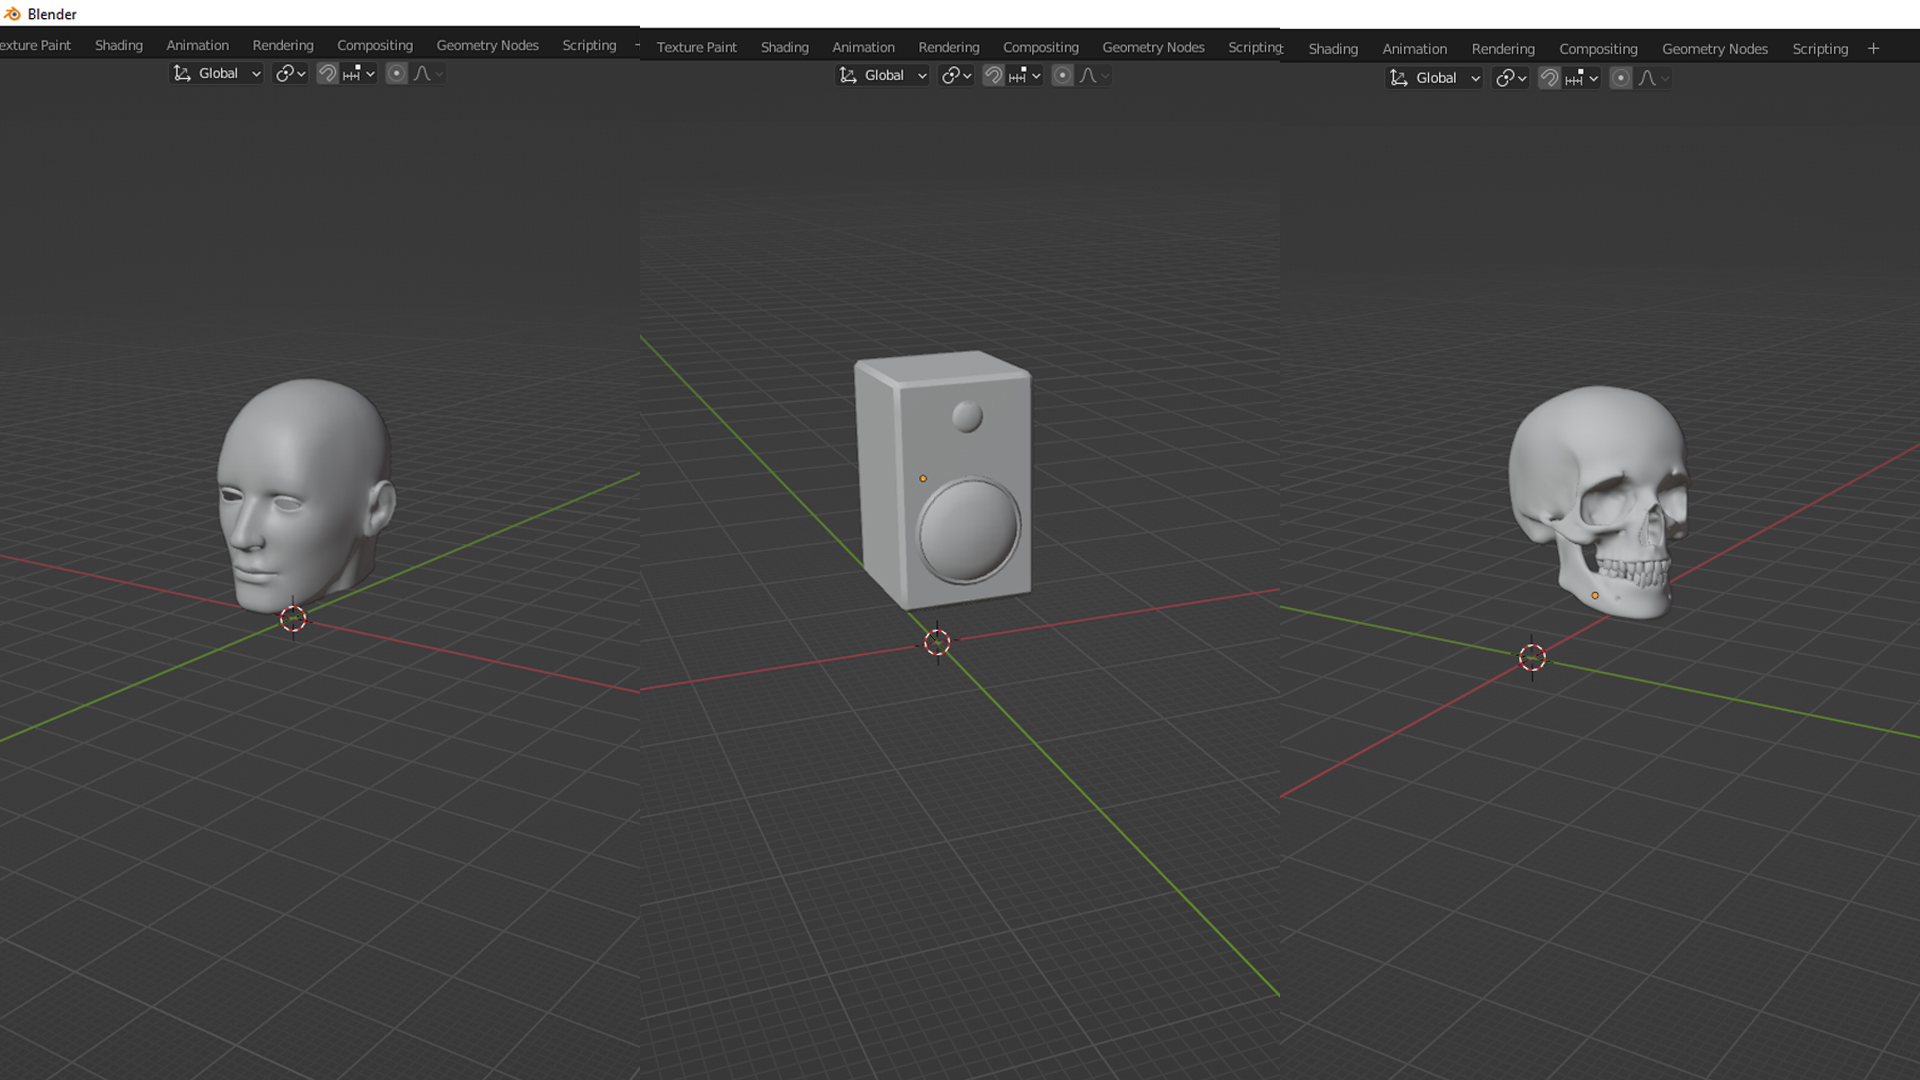 Blender
exture Paint Shading Animation Rendering Compositing Geometry Nodes Scripting +
Global
Texture Paint Shading Animation Rendering Compositing Geometry Nodes Scripting
Global
Shading Animation Rendering Compositing Geometry Nodes Scripting +
Global